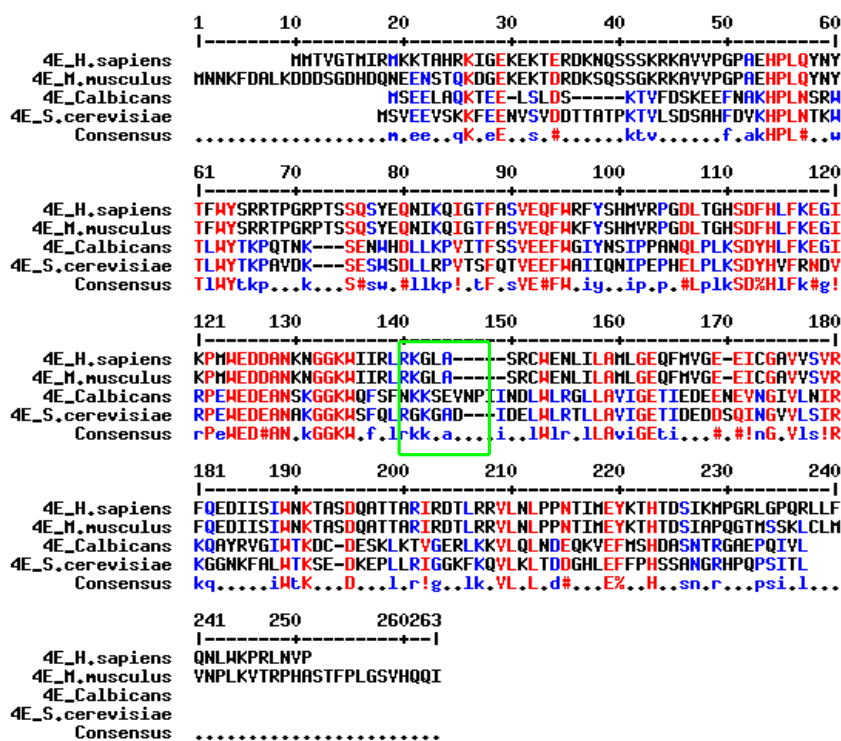 1 10 20 30 40 50 60
|--------+---------+---------+---------+---------+---------|
4E_H.sapiens MMTVGTMIRMKKTAHRKIGEKEKTERDKNQSSSKRKAVVPGPAEHPLQYNY
4E_M.musculus MNNKFDALKDDDSGDHDQNEENSTQKDGEKEKTDRDKSQSSGKRKAVVPGPAEHPLQYNY
4E_Calbicans MSEELAQKTEE-LSLDS-----KTVFDSKEEFNAKHPLNSRW
4E_S.cerevisiae MSVEEVSKKFEENVSVDDTTATPKTVLSDSAHFDVKHPLNTKW
Consensus ..................m.ee..qK.eE..s.#......ktv......f.akHPL#..w
61 70 80 90 100 110 120
|--------+---------+---------+---------+---------+---------|
4E_H.sapiens TFWYSRRTPGRPTSSQSYEQNIKQIGTFASVEQFWRFYSHMVRPGDLTGHSDFHLFKEGI
4E_M.musculus TFWYSRRTPGRPTSSQSYEQNIKQIGTFASVEQFWKFYSHMVRPGDLTGHSDFHLFKEGI
4E_Calbicans TLWYTKPQTNK---SENWHDLLKPVITFSSVEEFWGIYNSIPPANQLPLKSDYHLFKEGI
4E_S.cerevisiae TLWYTKPAVDK---SESWSDLLRPVTSFQTVEEFWAIIQNIPEPHELPLKSDYHVFRNDV
Consensus TlWYtkp...k...S#sw.#llkp!.tF.sVE#FW.iy..ip.p.#LplkSD%HlFk#g!
121 130 140 150 160 170 180
|--------+---------+---------+---------+---------+---------|
4E_H.sapiens KPMWEDDANKNGGKWIIRLRKGLA-----SRCWENLILAMLGEQFMVGE-EICGAVVSVR
4E_M.musculus KPMWEDDANKNGGKWIIRLRKGLA-----SRCWENLILAMLGEQFMVGE-EICGAVVSVR
4E_Calbicans RPEWEDEANSKGGKWQFSFNKKSEVNPIINDLWLRGLLAVIGETIEDEENEVNGIVLNIR
4E_S.cerevisiae RPEWEDEANAKGGKWSFQLRGKGAD---IDELWLRTLLAVIGETIDEDDSQINGVVLSIR
Consensus rPeWED#AN.kGGKW.f.lrkk.a....i..lWlr.lLAviGEti...#.#!nG.Vls!R
181 190 200 210 220 230 240
|--------+---------+---------+---------+---------+---------|
4E_H.sapiens FQEDIISIWNKTASDQATTARIRDTLRRVLNLPPNTIMEYKTHTDSIKMPGRLGPQRLLF
4E_M.musculus FQEDIISIWNKTASDQATTARIRDTLRRVLNLPPNTIMEYKTHTDSIAPQGTMSSKLCLM
4E_Calbicans KQAYRVGIWTKDC-DESKLKTVGERLKKVLQLNDEQKVEFMSHDASNTRGAEPQIVL
4E_S.cerevisiae KGGNKFALWTKSE-DKEPLLRIGGKFKQVLKLTDDGHLEFFPHSSANGRHPQPSITL
Consensus kq.....iWtK...D...l.r!g..lk.VL.L.d#...E%..H..sn.r...psi.l...
241 250 260263
|--------+---------+--|
4E_H.sapiens QNLWKPRLNVP
4E_M.musculus VNPLKVTRPHASTFPLGSVHQQI
4E_Calbicans
4E_S.cerevisiae
Consensus .......................